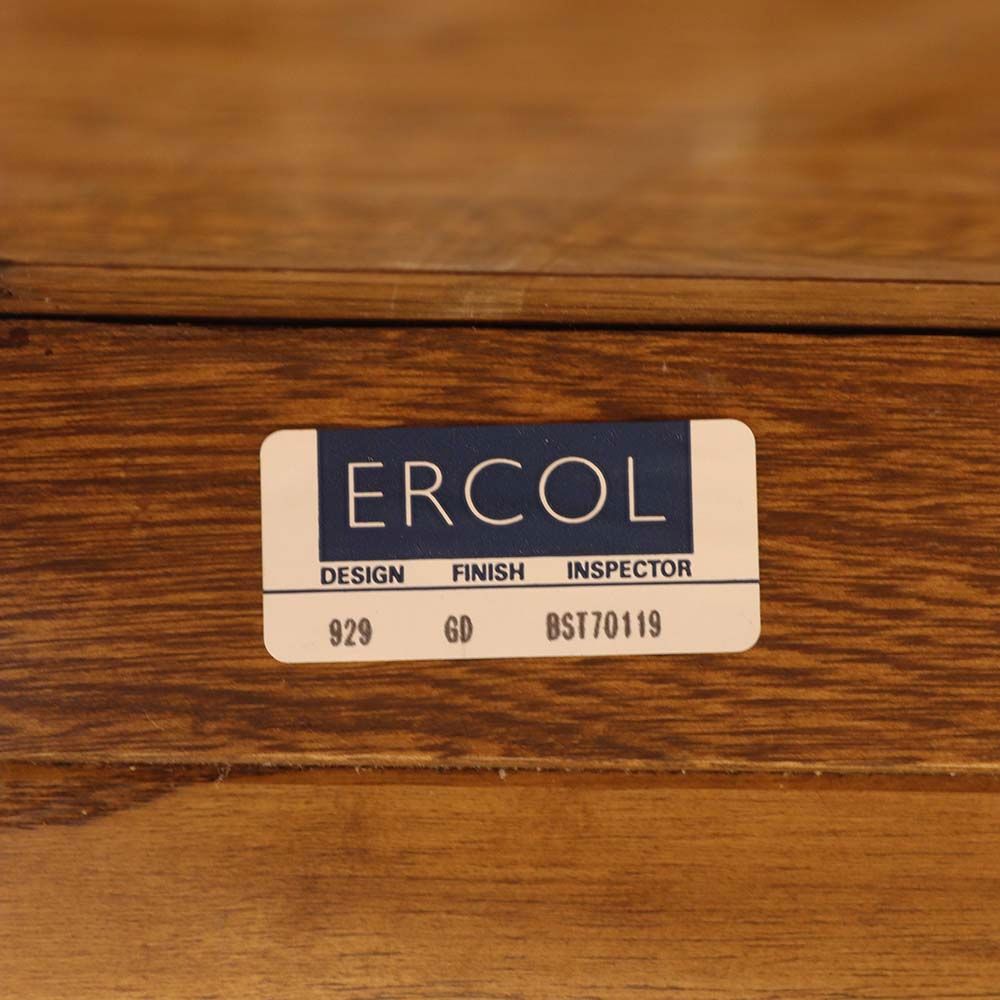 ERCOL
DESIGN FINISH INSPECTOR
929 GD BST70119